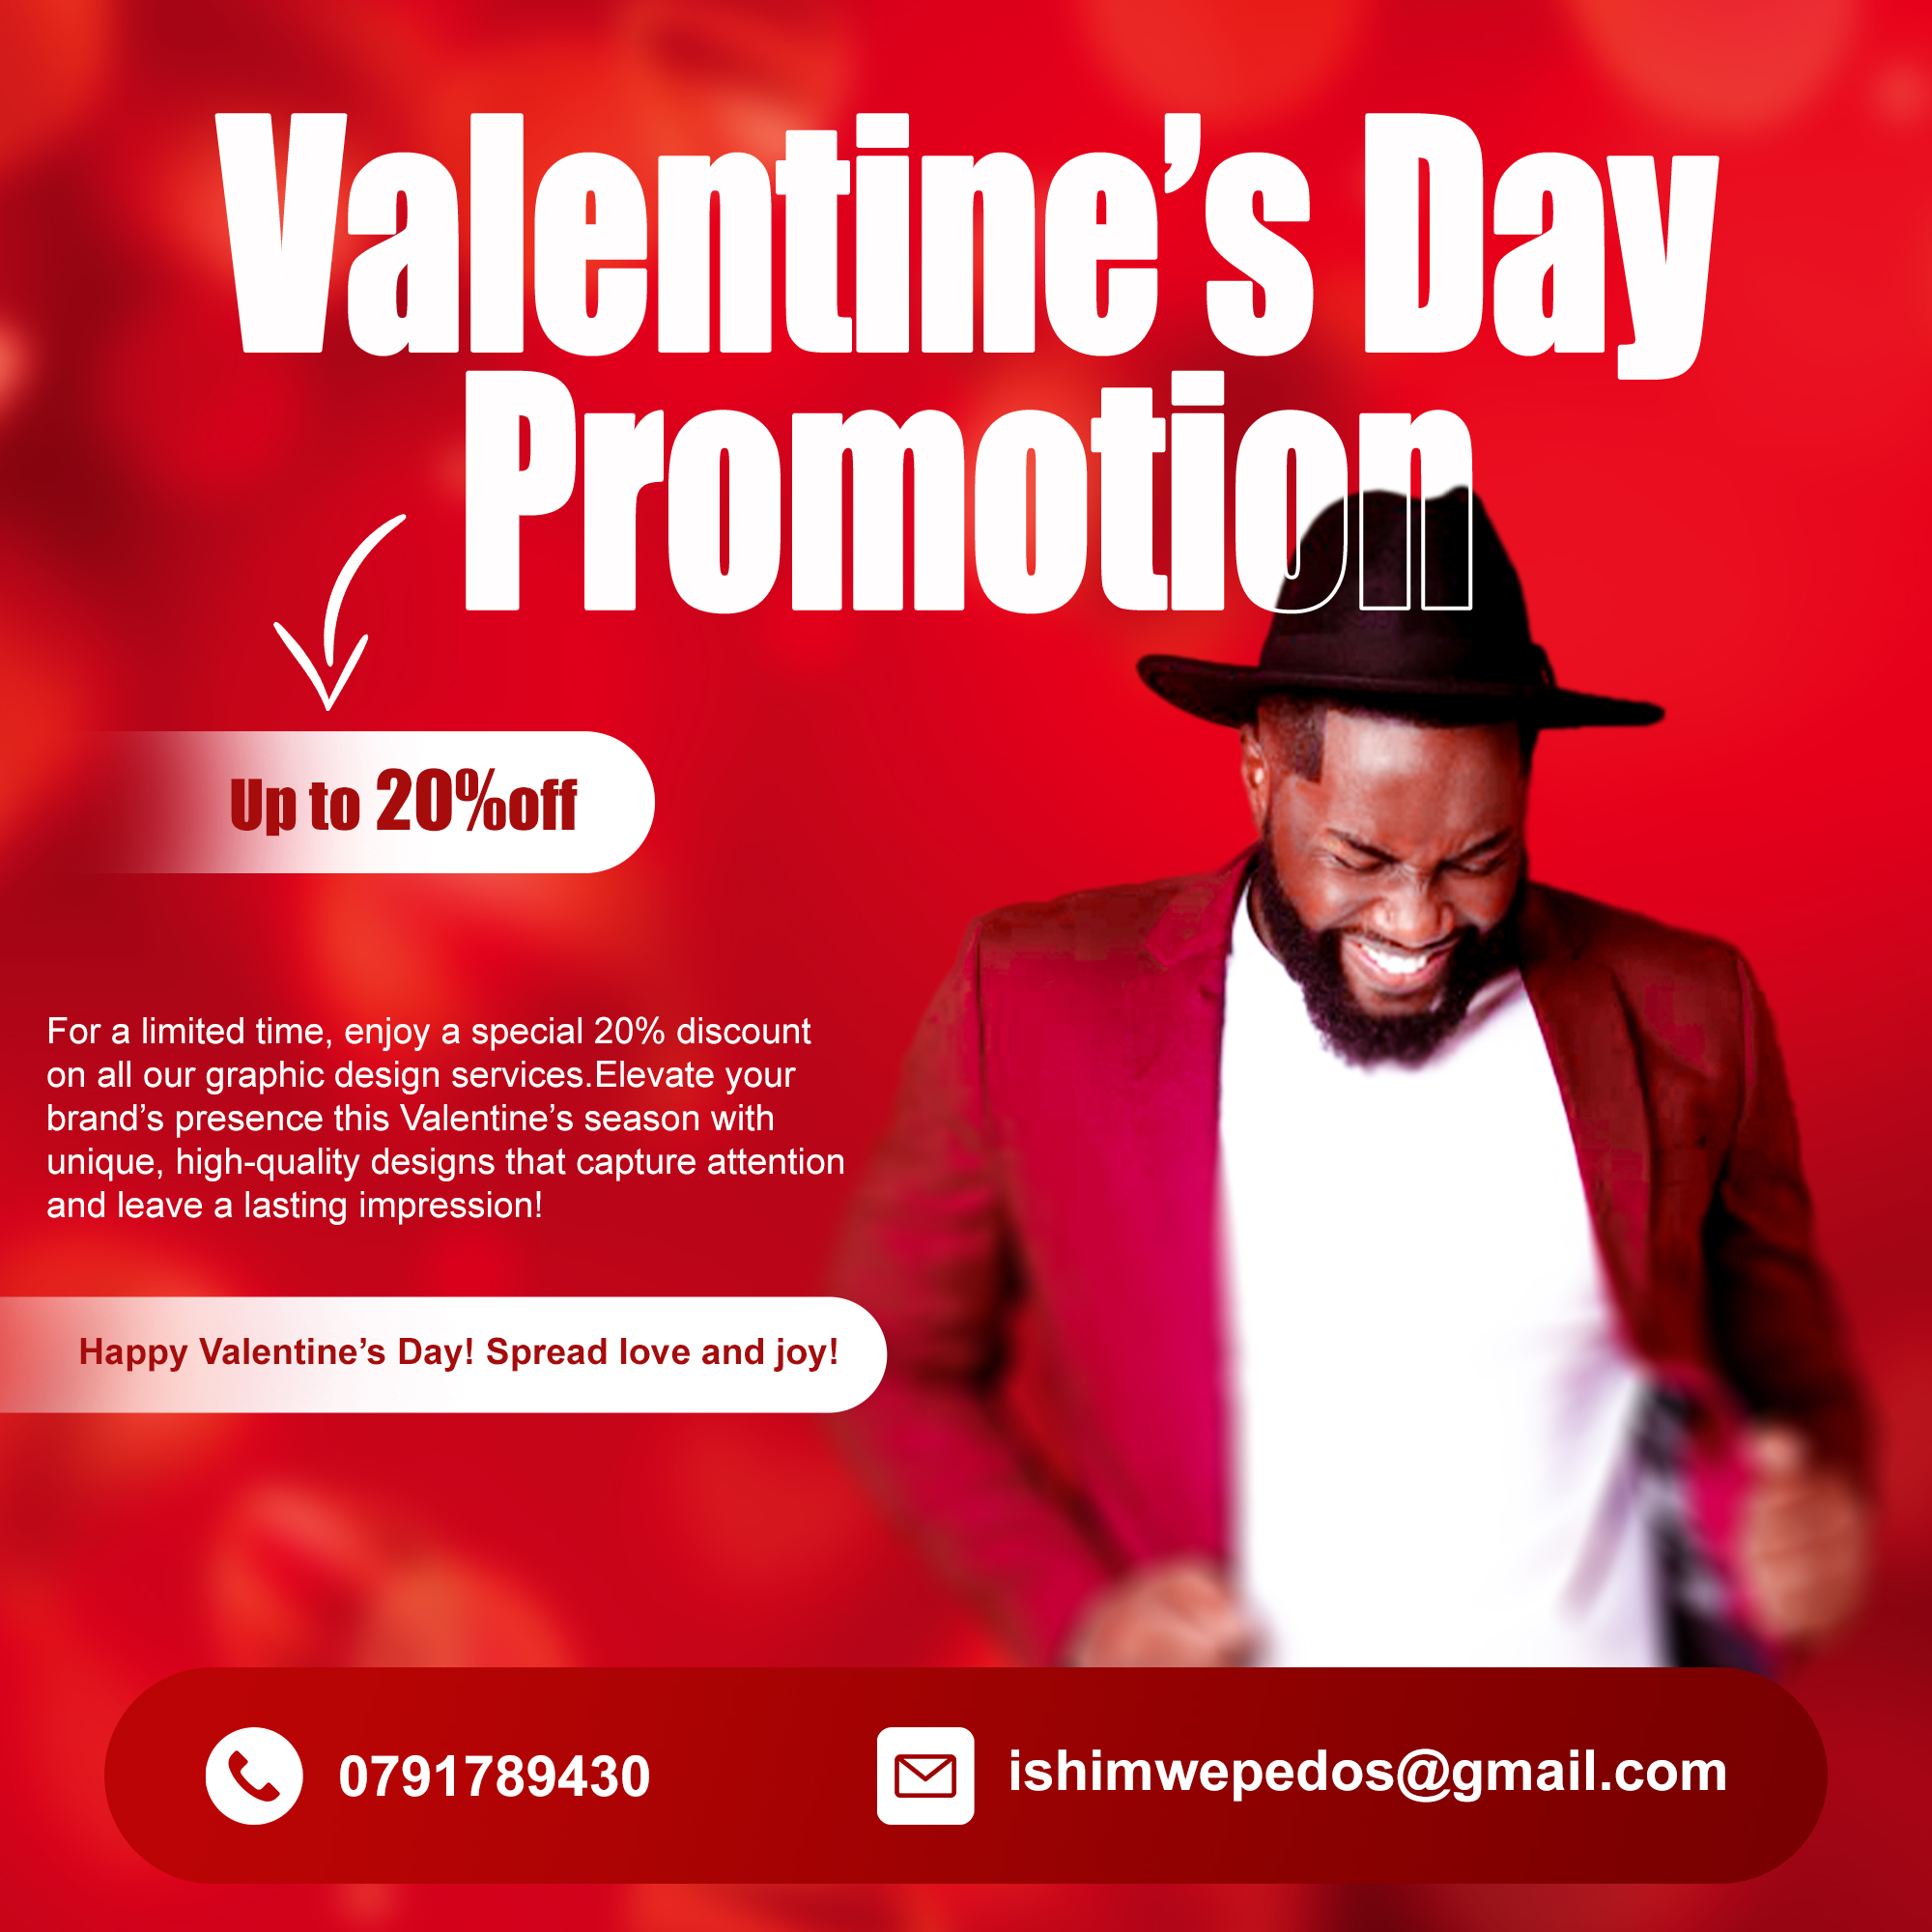 Valentine’s Day
Promotion
Up to 20%off
For a limited time, enjoy a special 20% discount
on all our graphic design services.Elevate your
brand’s presence this Valentine’s season with
unique, high-quality designs that capture attention
and leave a lasting impression!
Happy Valentine’s Day! Spread love and joy!
0791789430
ishimwepedos@gmail.com